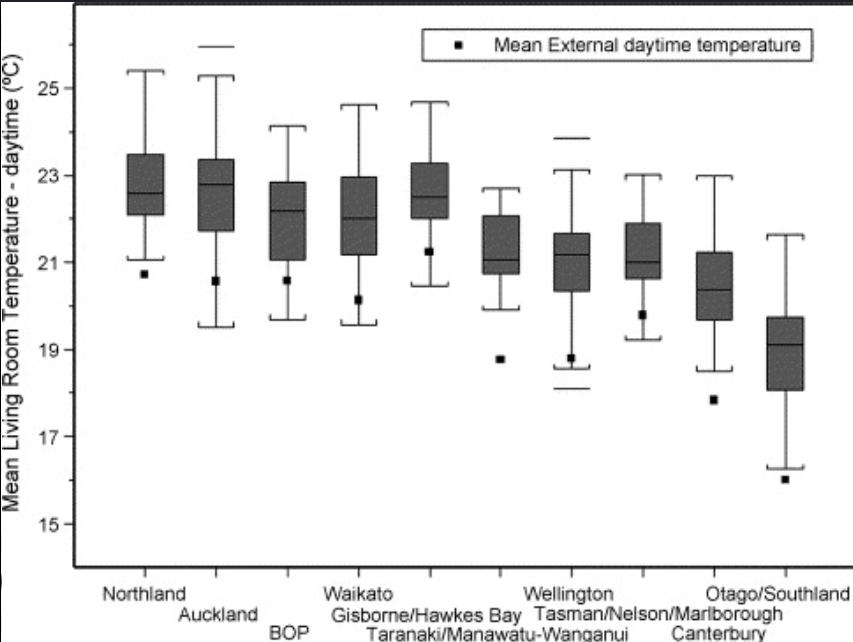 Mean External daytime temperature
Mean Living Room Temperature - daytime (ºC)
25
23
21
19
17
15
Northland
Waikato
Wellington
Otago/Southland
Auckland
Gisborne/Hawkes Bay
Tasman/Nelson/Marlborough
BOP
Taranaki/Manawatu-Wanganui
Canterbury